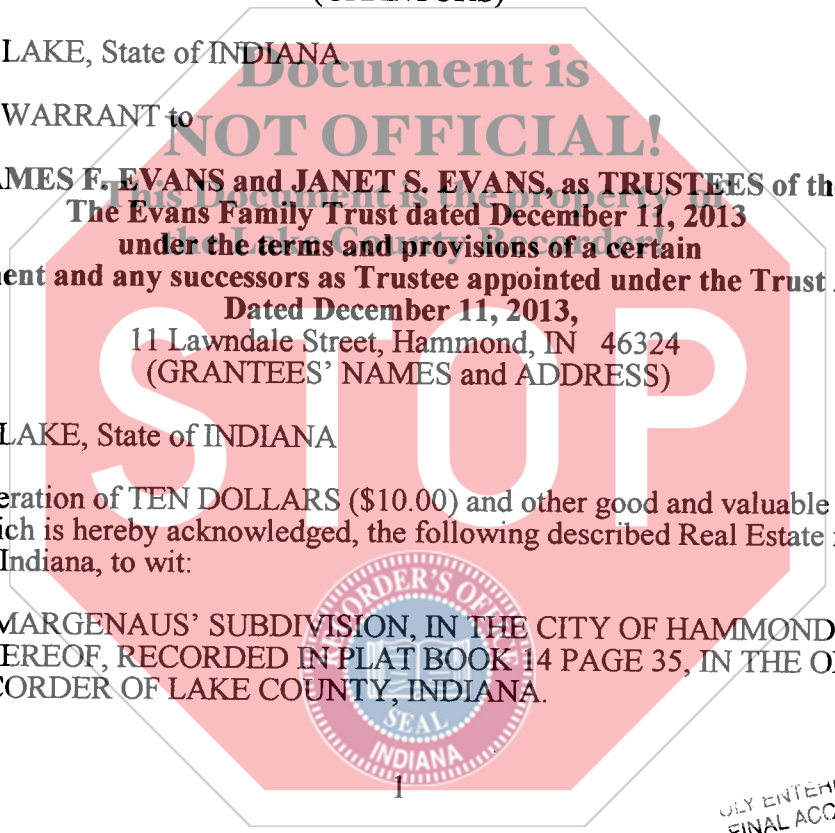 LAKE, State of INDIANA
Document is
WARRANT to
NOT OFFICIAL!
AMES F. EVANS and JANET S. EVANS, as TRUSTEES of th
This Document is the property of
The Evans Family Trust dated December 11, 2013
the Lake County Recorder!
under the terms and provisions of a certain
ent and any successors as Trustee appointed under the Trust
Dated December 11, 2013,
11 Lawndale Street, Hammond, IN 46324
(GRANTEES' NAMES and ADDRESS)
STOP
LAKE, State of INDIANA
eration of TEN DOLLARS ($10.00) and other good and valuable
ich is hereby acknowledged, the following described Real Estate
Indiana, to wit:
RECORDER'S OFFICE
MARGENAUS' SUBDIVISION, IN THE CITY OF HAMMOND
EREOF, RECORDED IN PLAT BOOK 14 PAGE 35, IN THE O
CORDER OF LAKE COUNTY, INDIANA.
SEAL
INDIANA
1
FINAL ACC